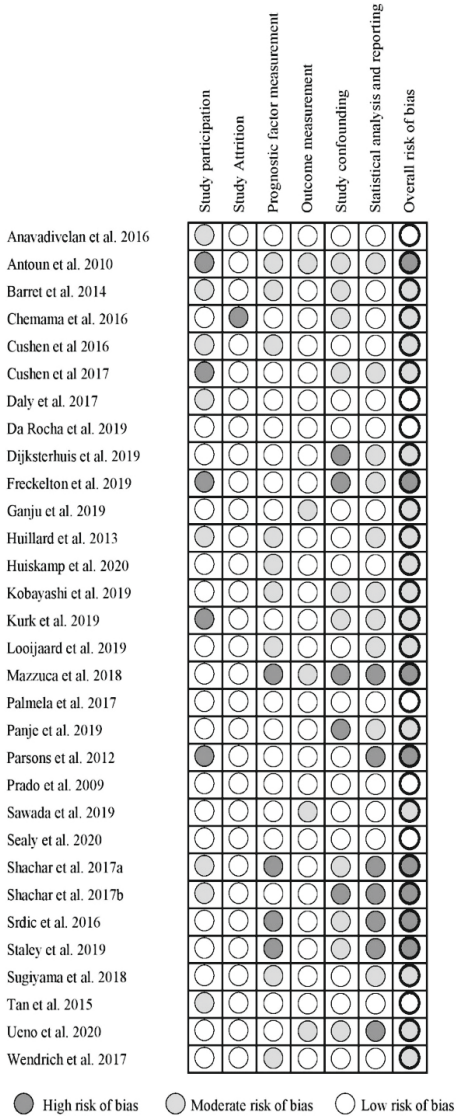 Study participation
Study Attrition
Prognostic factor measurement
Outcome measurement
Study confounding
Statistical analysis and reporting
Overall risk of bias
Anavadivelan et al. 2016
Antoun et al. 2010
Barret et al. 2014
Chemama et al. 2016
Cushen et al 2016
Cushen et al 2017
Daly et al. 2017
Da Rocha et al. 2019
Dijksterhuis et al. 2019
Freckelton et al. 2019
Ganju et al. 2019
Huillard et al. 2013
Huiskamp et al. 2020
Kobayashi et al. 2019
Kurk et al. 2019
Looijaard et al. 2019
Mazzuca et al. 2018
Palmela et al. 2017
Panje et al. 2019
Parsons et al. 2012
Prado et al. 2009
Sawada et al. 2019
Sealy et al. 2020
Shachar et al. 2017a
Shachar et al. 2017b
Srdic et al. 2016
Staley et al. 2019
Sugiyama et al. 2018
Tan et al. 2015
Ueno et al. 2020
Wendrich et al. 2017
High risk of bias Moderate risk of bias Low risk of bias